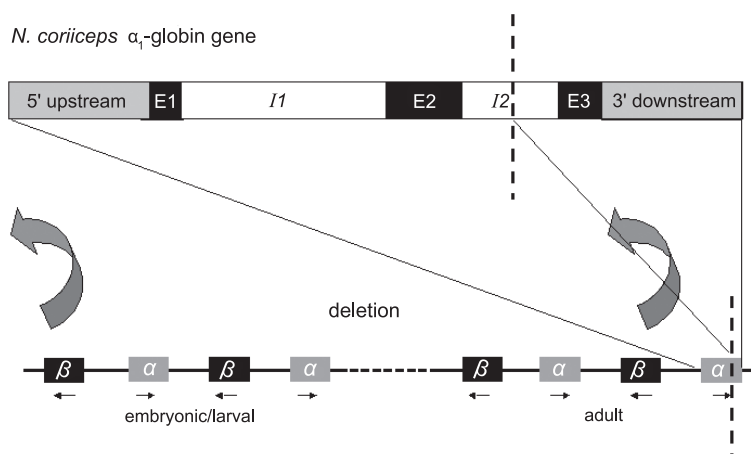 N. coriiceps α₁-globin gene
5' upstream E1 I1 E2 I2 E3 3' downstream
deletion
β α β α β α β α
embryonic/larval adult